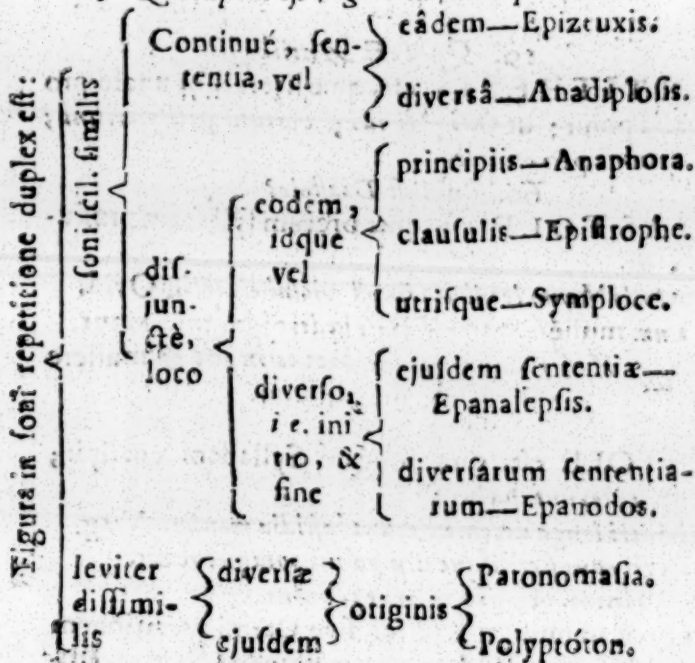 Figura in soni repetitione duplex est:
soni scil. similis
Continué, sen-
tentia, vel
eâdem—Epizeuxis.
diversâ—Anadiplosis.
dis-
jun-
ctè,
loco
eodem,
idque
vel
principiis—Anaphora.
clausulis—Epistrophe.
utrisque—Symploce.
diverso,
i e. ini
tio, &
fine
ejusdem sententiæ—
Epanalepsis.
diversarum sententia-
rum—Epanodos.
leviter
dissimi-
lis
diversæ
ejusdem
originis
Paronomasia.
Polyptóton.